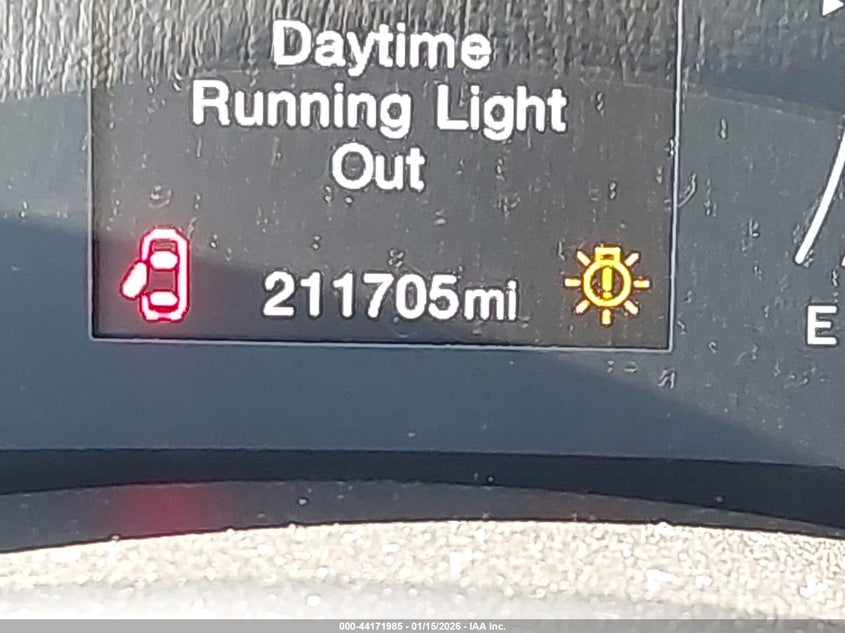 Daytime
Running Light
Out
211705mi
E
000-44171985 - 01/15/2026 - IAA Inc.